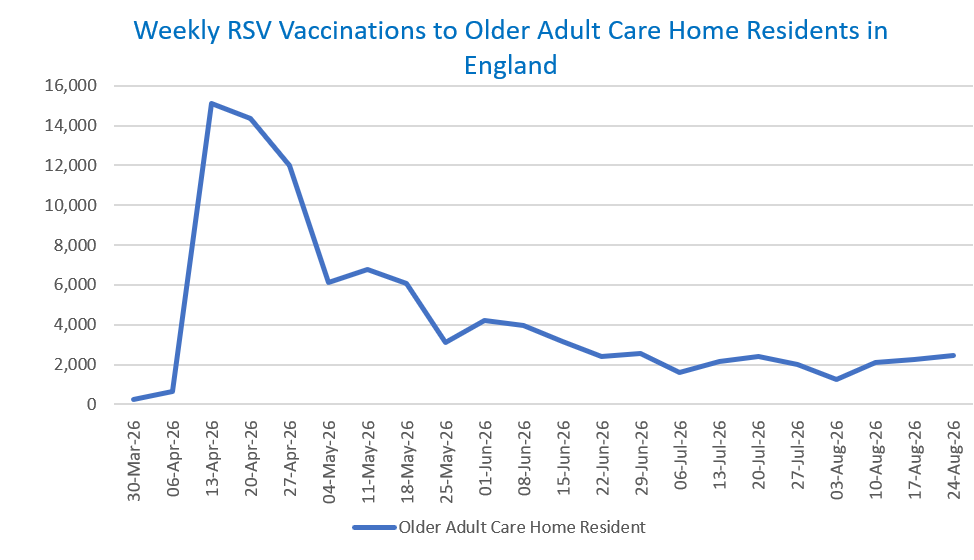 Weekly RSV Vaccinations to Older Adult Care Home Residents in
England
16,000
14,000
12,000
10,000
8,000
6,000
4,000
2,000
0
30-Mar-26
06-Apr-26
13-Apr-26
20-Apr-26
27-Apr-26
04-May-26
11-May-26
18-May-26
25-May-26
01-Jun-26
08-Jun-26
15-Jun-26
22-Jun-26
29-Jun-26
06-Jul-26
13-Jul-26
20-Jul-26
27-Jul-26
03-Aug-26
10-Aug-26
17-Aug-26
24-Aug-26
Older Adult Care Home Resident